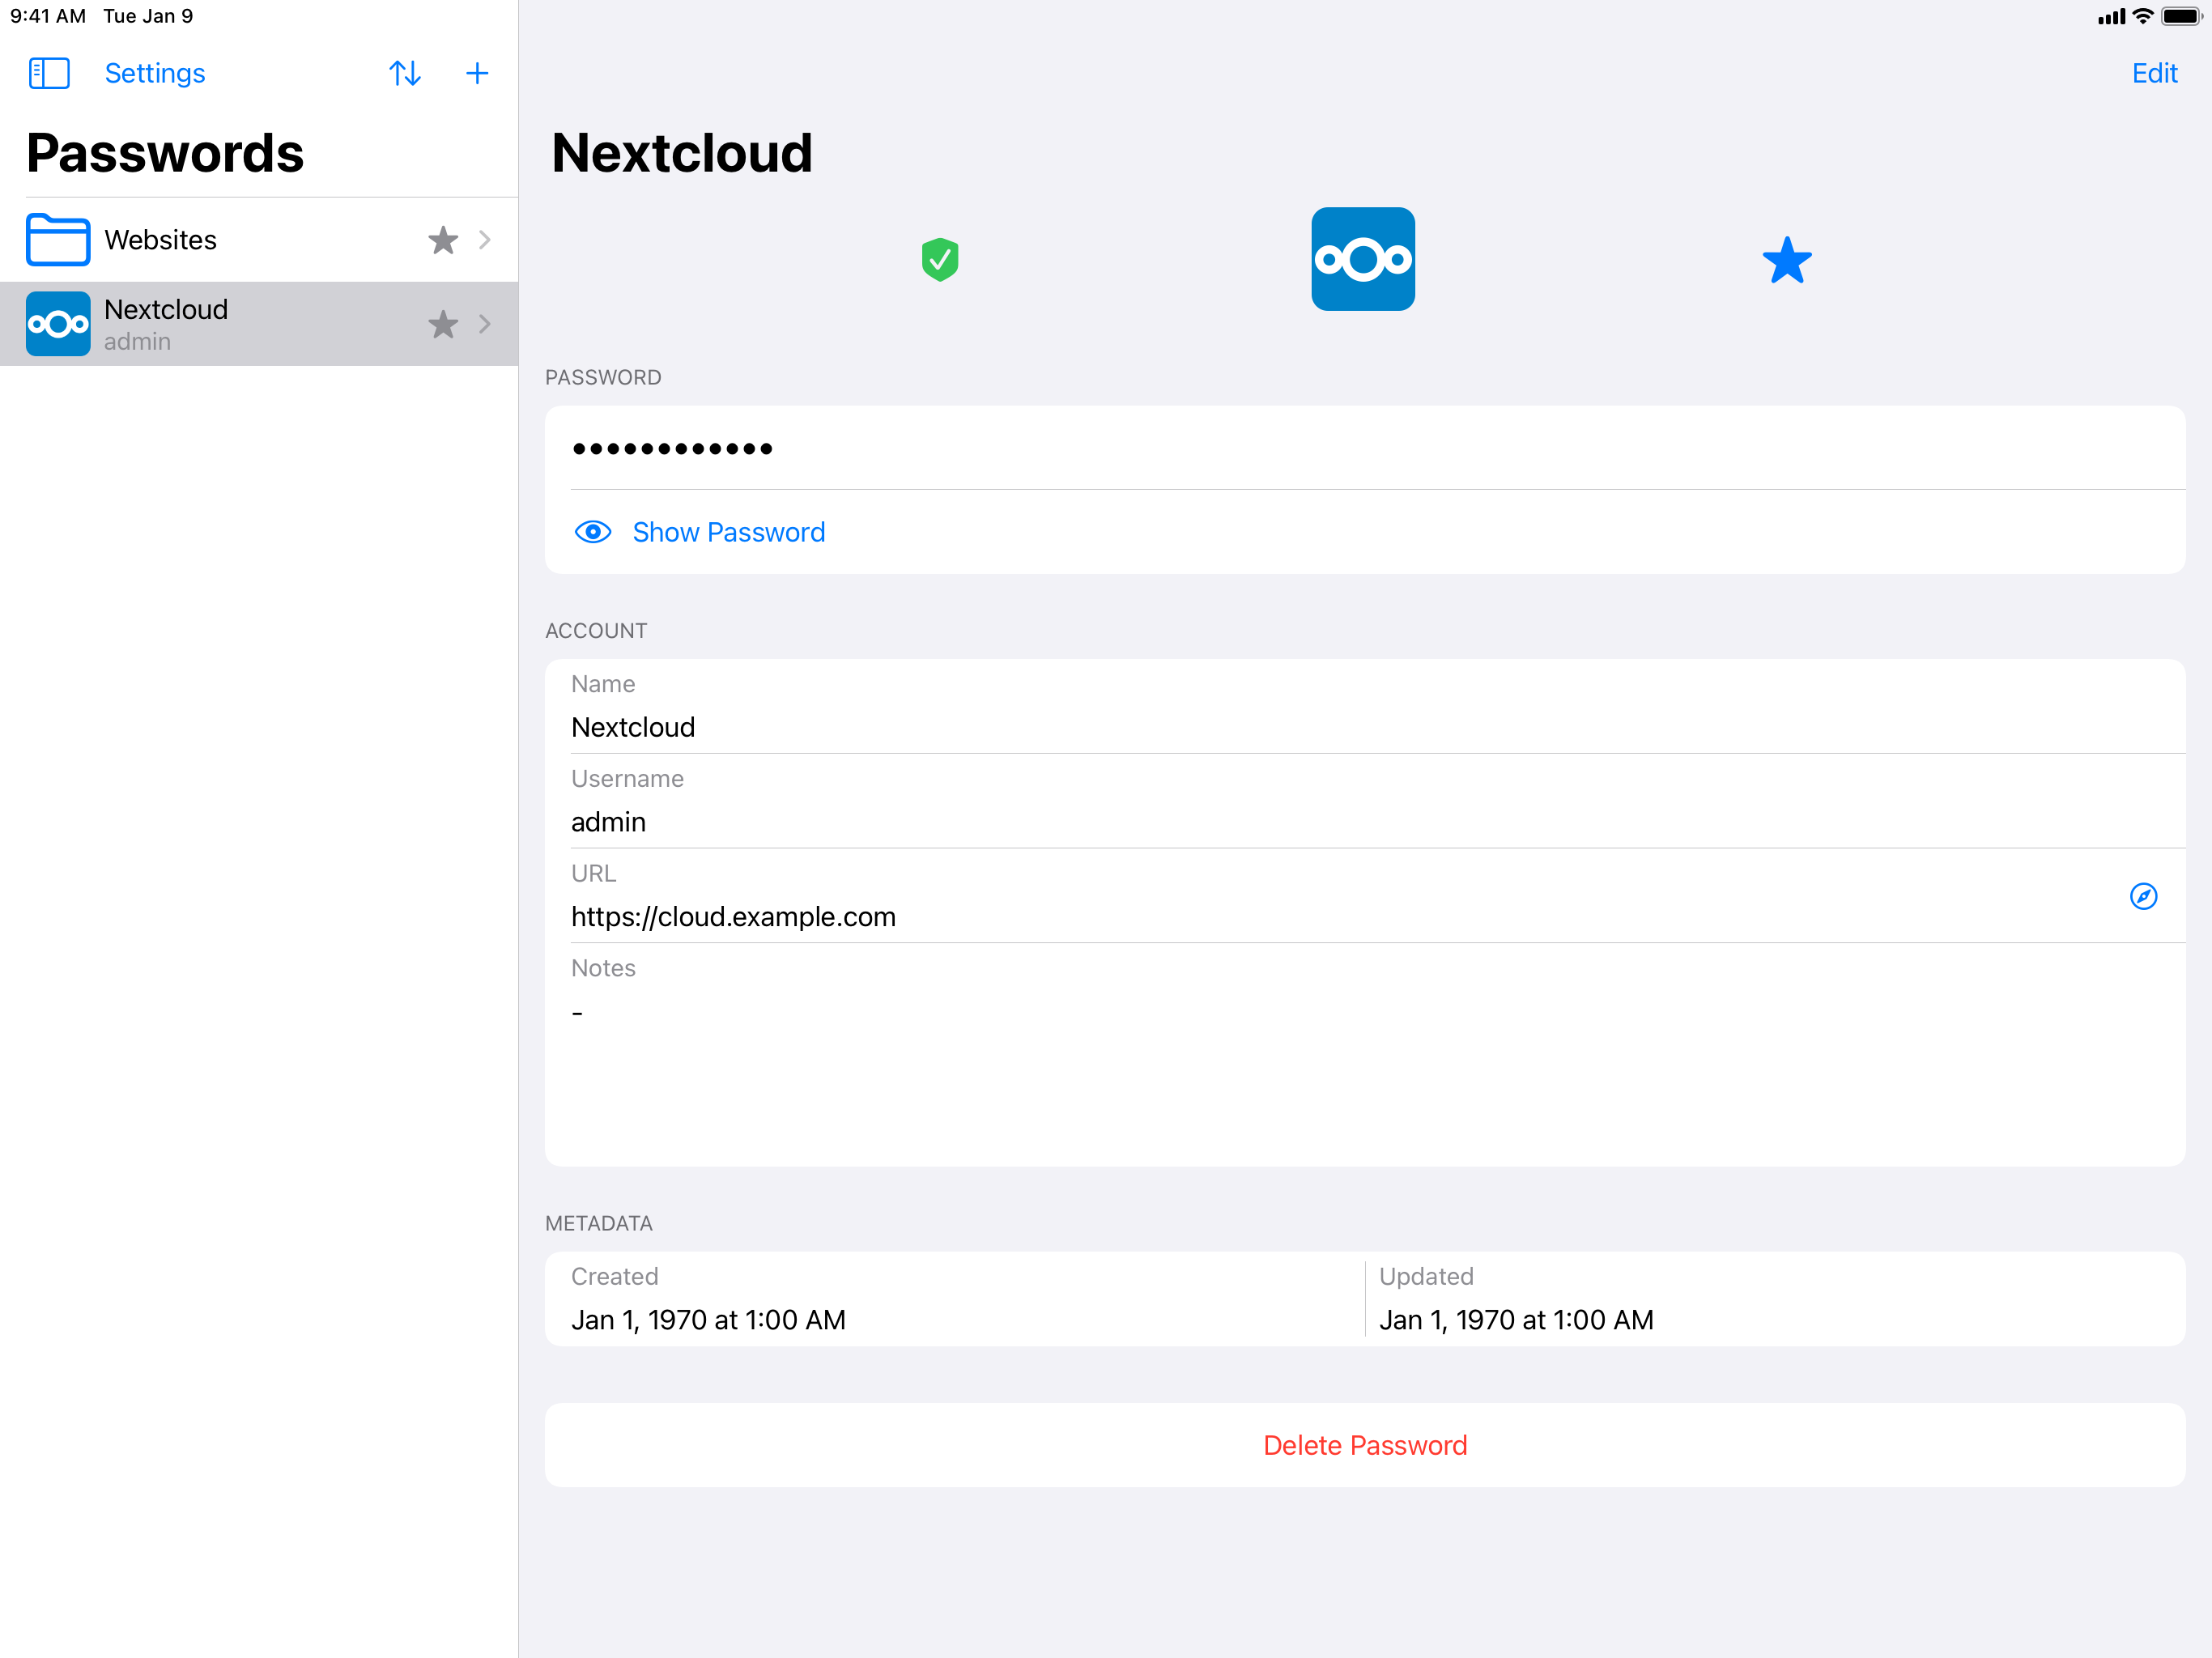 9:41 AM Tue Jan 9
Settings
Edit
Passwords
Websites
Nextcloud
admin
Nextcloud
PASSWORD
••••••••••••
Show Password
ACCOUNT
Name
Nextcloud
Username
admin
URL
https://cloud.example.com
Notes
-
METADATA
Created
Jan 1, 1970 at 1:00 AM
Updated
Jan 1, 1970 at 1:00 AM
Delete Password